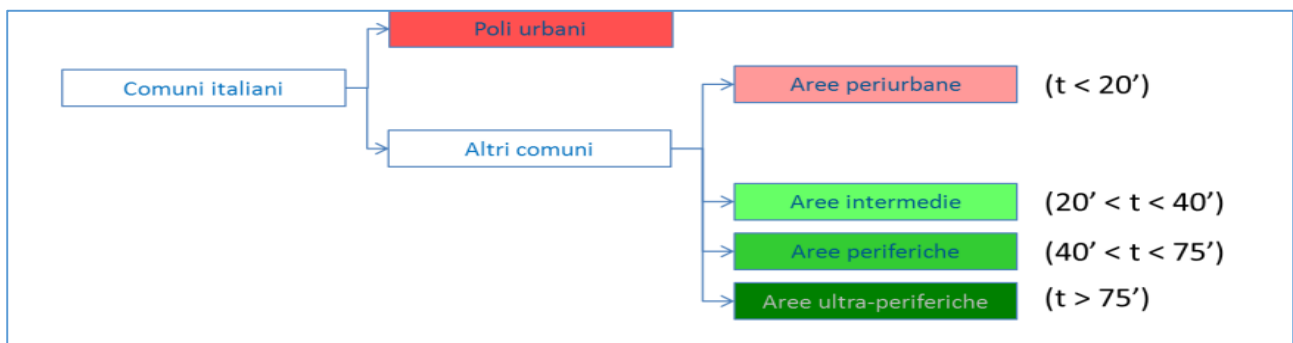 Poli urbani
Comuni italiani
Aree periurbane (t < 20’)
Altri comuni
Aree intermedie (20’ < t < 40’)
Aree periferiche (40’ < t < 75’)
Aree ultra-periferiche (t > 75’)